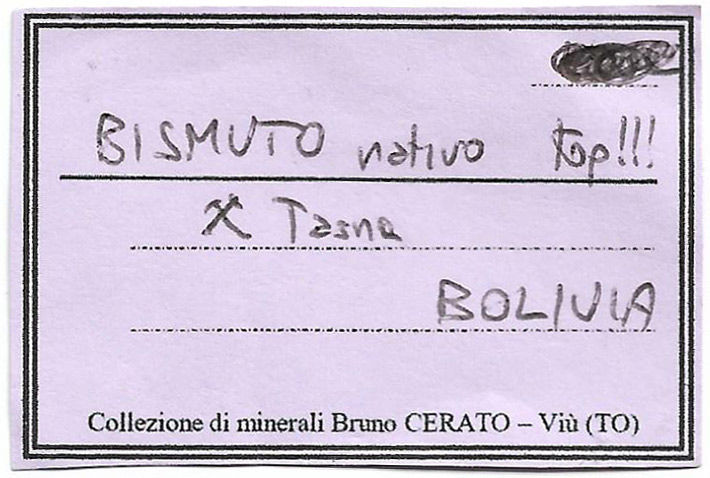 BISMUTO nativo top!!!
⚒ Tasna
BOLIVIA
Collezione di minerali Bruno CERATO – Viù (TO)